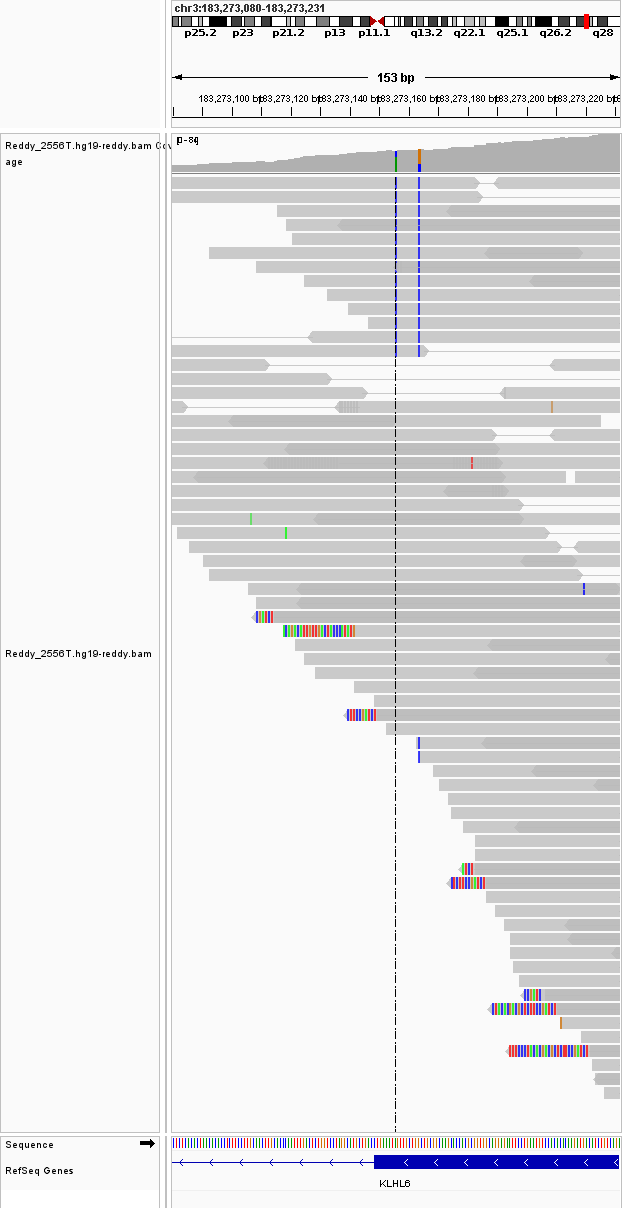 chr3:183,273,080-183,273,231
p25.2 p23 p21.2 p13 p11.1 q13.2 q22.1 q25.1 q26.2 q28
153 bp
183,273,100 bp 183,273,120 bp 183,273,140 bp 183,273,160 bp 183,273,180 bp 183,273,200 bp 183,273,220 bp
Reddy_2556T.hg19-reddy.bam Cov
age
Reddy_2556T.hg19-reddy.bam
Sequence
RefSeq Genes
KLHL6